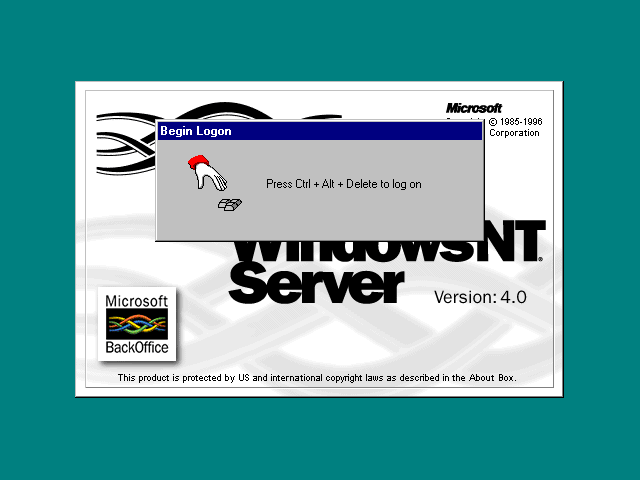 Microsoft
© 1985-1996
Corporation
Begin Logon
Press Ctrl + Alt + Delete to log on
WindowsNT
Server
Version: 4.0
Microsoft
BackOffice
This product is protected by US and international copyright laws as described in the About Box.